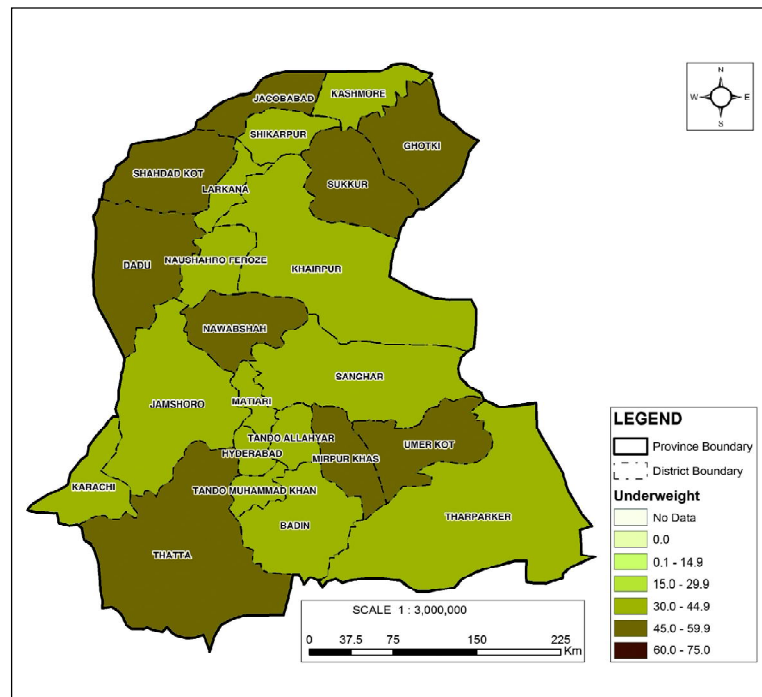 N
W E
S
JACOBABAD
KASHMORE
SHIKARPUR
GHOTKI
SHAHDAD KOT
SUKKUR
LARKANA
DADU
NAUSHAHRO FEROZE
KHAIRPUR
NAWABSHAH
SANGHAR
JAMSHORO
MATIARI
TANDO ALLAHYAR
UMER KOT
HYDERABAD
MIRPUR KHAS
KARACHI
TANDO MUHAMMAD KHAN
THARPARKER
BADIN
THATTA
LEGEND
Province Boundary
District Boundary
Underweight
No Data
0.0
0.1 - 14.9
15.0 - 29.9
30.0 - 44.9
45.0 - 59.9
60.0 - 75.0
SCALE 1 : 3,000,000
0 37.5 75 150 225
Km